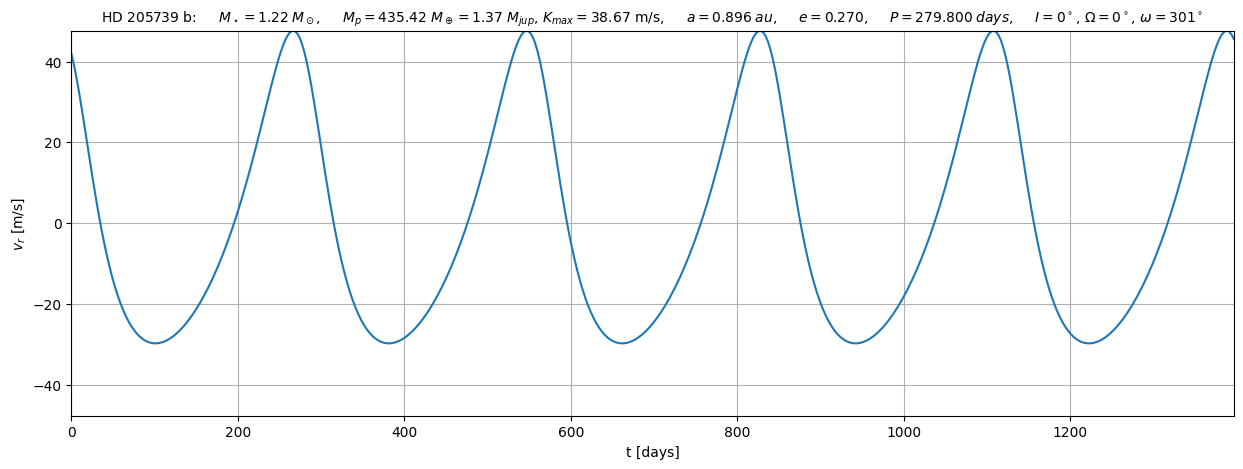 HD 205739 b: M⋆ = 1.22 M⊙, Mp = 435.42 M⊕ = 1.37 Mjup, Kmax = 38.67 m/s, a = 0.896 au, e = 0.270, P = 279.800 days, I = 0°, Ω = 0°, ω = 301°
40
20
0
−20
−40
vr [m/s]
0 200 400 600 800 1000 1200
t [days]